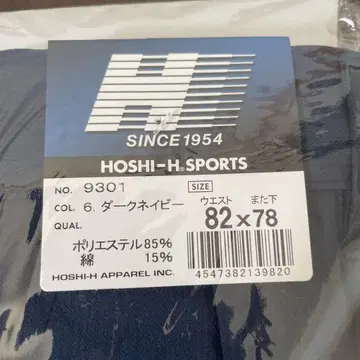 H
SINCE 1954
HOSHI-H SPORTS
NO. 9301
SIZE
COL. 6. ダークネイビー
ウエスト また下
QUAL.
82×78
ポリエステル85%
綿 15%
HOSHI-H APPAREL INC.
4547382139820